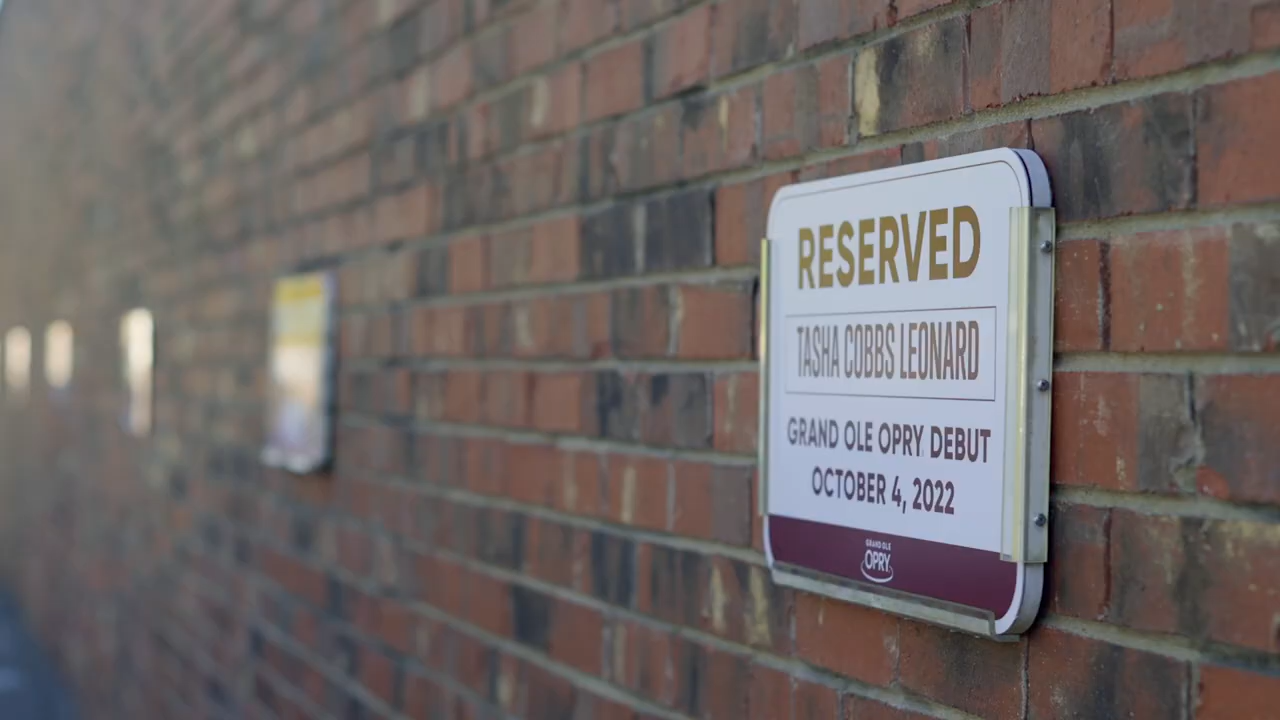 RESERVED
TASHA COBBS LEONARD
GRAND OLE OPRY DEBUT
OCTOBER 4, 2022
GRAND OLE
OPRY